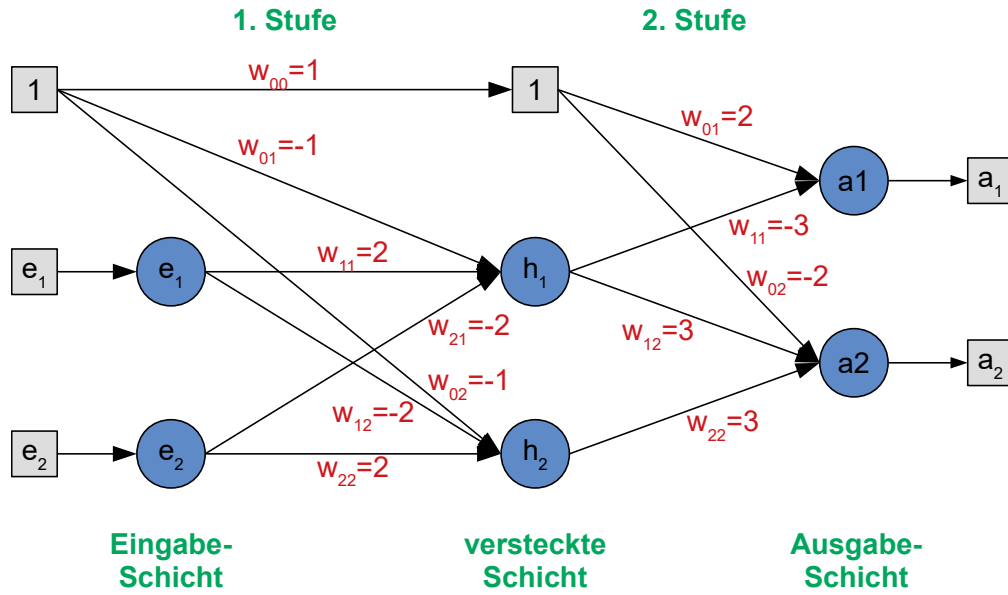 1. Stufe
2. Stufe
1
w₀₀=1
1
w₀₁=2
w₀₁=-1
a1
a₁
w₁₁=-3
e₁
e₁
w₁₁=2
h₁
w₀₂=-2
w₂₁=-2
w₁₂=3
a2
a₂
w₀₂=-1
w₁₂=-2
w₂₂=3
e₂
e₂
w₂₂=2
h₂
Eingabe-
Schicht
versteckte
Schicht
Ausgabe-
Schicht